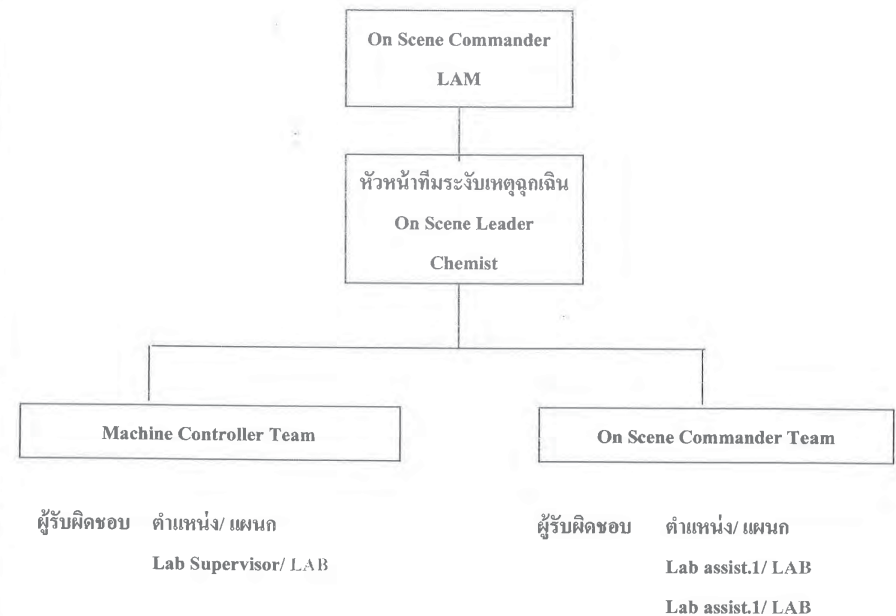 On Scene Commander
LAM
หัวหน้าทีมระงับเหตุฉุกเฉิน
On Scene Leader
Chemist
Machine Controller Team
On Scene Commander Team
ผู้รับผิดชอบ ตำแหน่ง/ แผนก
Lab Supervisor/ LAB
ผู้รับผิดชอบ ตำแหน่ง/ แผนก
Lab assist.1/ LAB
Lab assist.1/ LAB